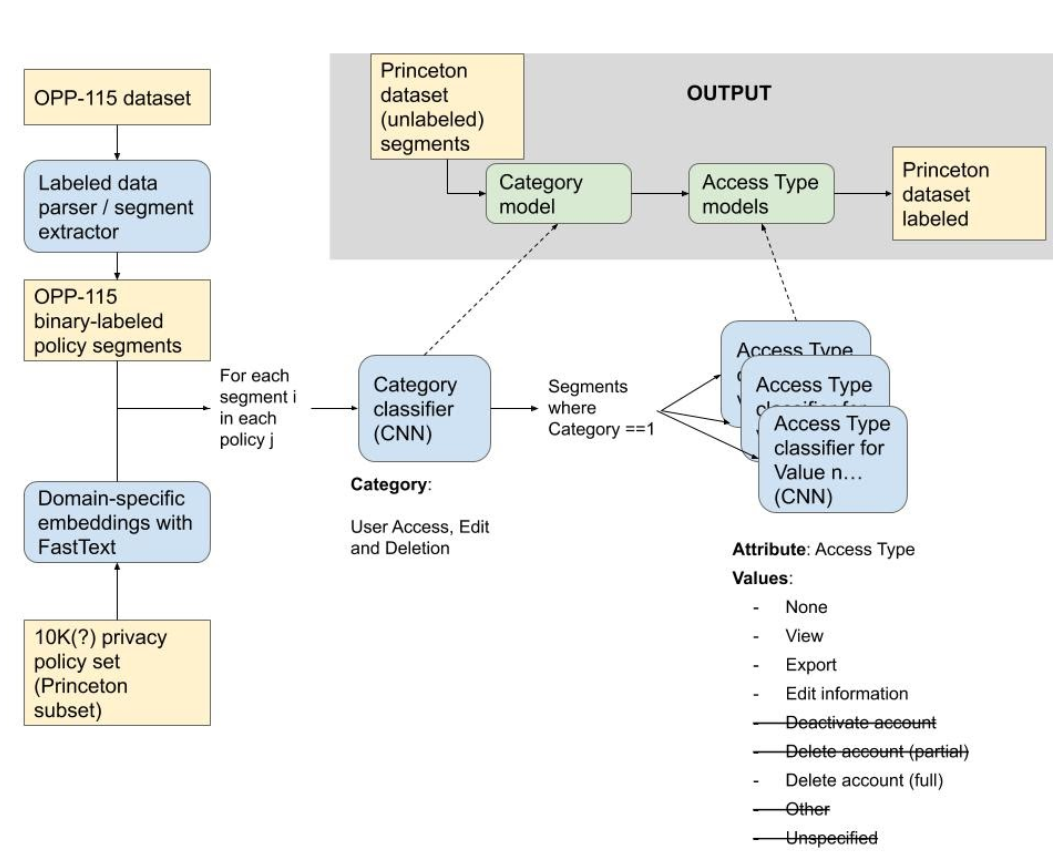 OPP-115 dataset
Labeled data
parser / segment
extractor
OPP-115
binary-labeled
policy segments
For each
segment i
in each
policy j
Domain-specific
embeddings with
FastText
10K(?) privacy
policy set
(Princeton
subset)
Princeton
dataset
(unlabeled)
segments
OUTPUT
Category
model
Access Type
models
Princeton
dataset
labeled
Category
classifier
(CNN)
Category:
User Access, Edit
and Deletion
Segments
where
Category ==1
Access Type
Access Type
classifier for
Access Type
classifier for
Value n...
(CNN)
Attribute: Access Type
Values:
- None
- View
- Export
- Edit information
- Deactivate account
- Delete account (partial)
- Delete account (full)
- Other
- Unspecified